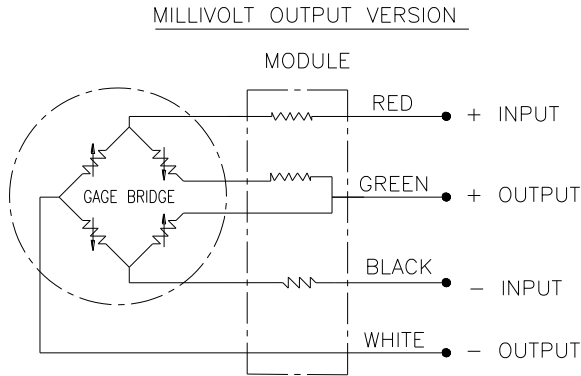 MILLIVOLT OUTPUT VERSION
MODULE
RED
+ INPUT
GAGE BRIDGE
GREEN
+ OUTPUT
BLACK
- INPUT
WHITE
- OUTPUT